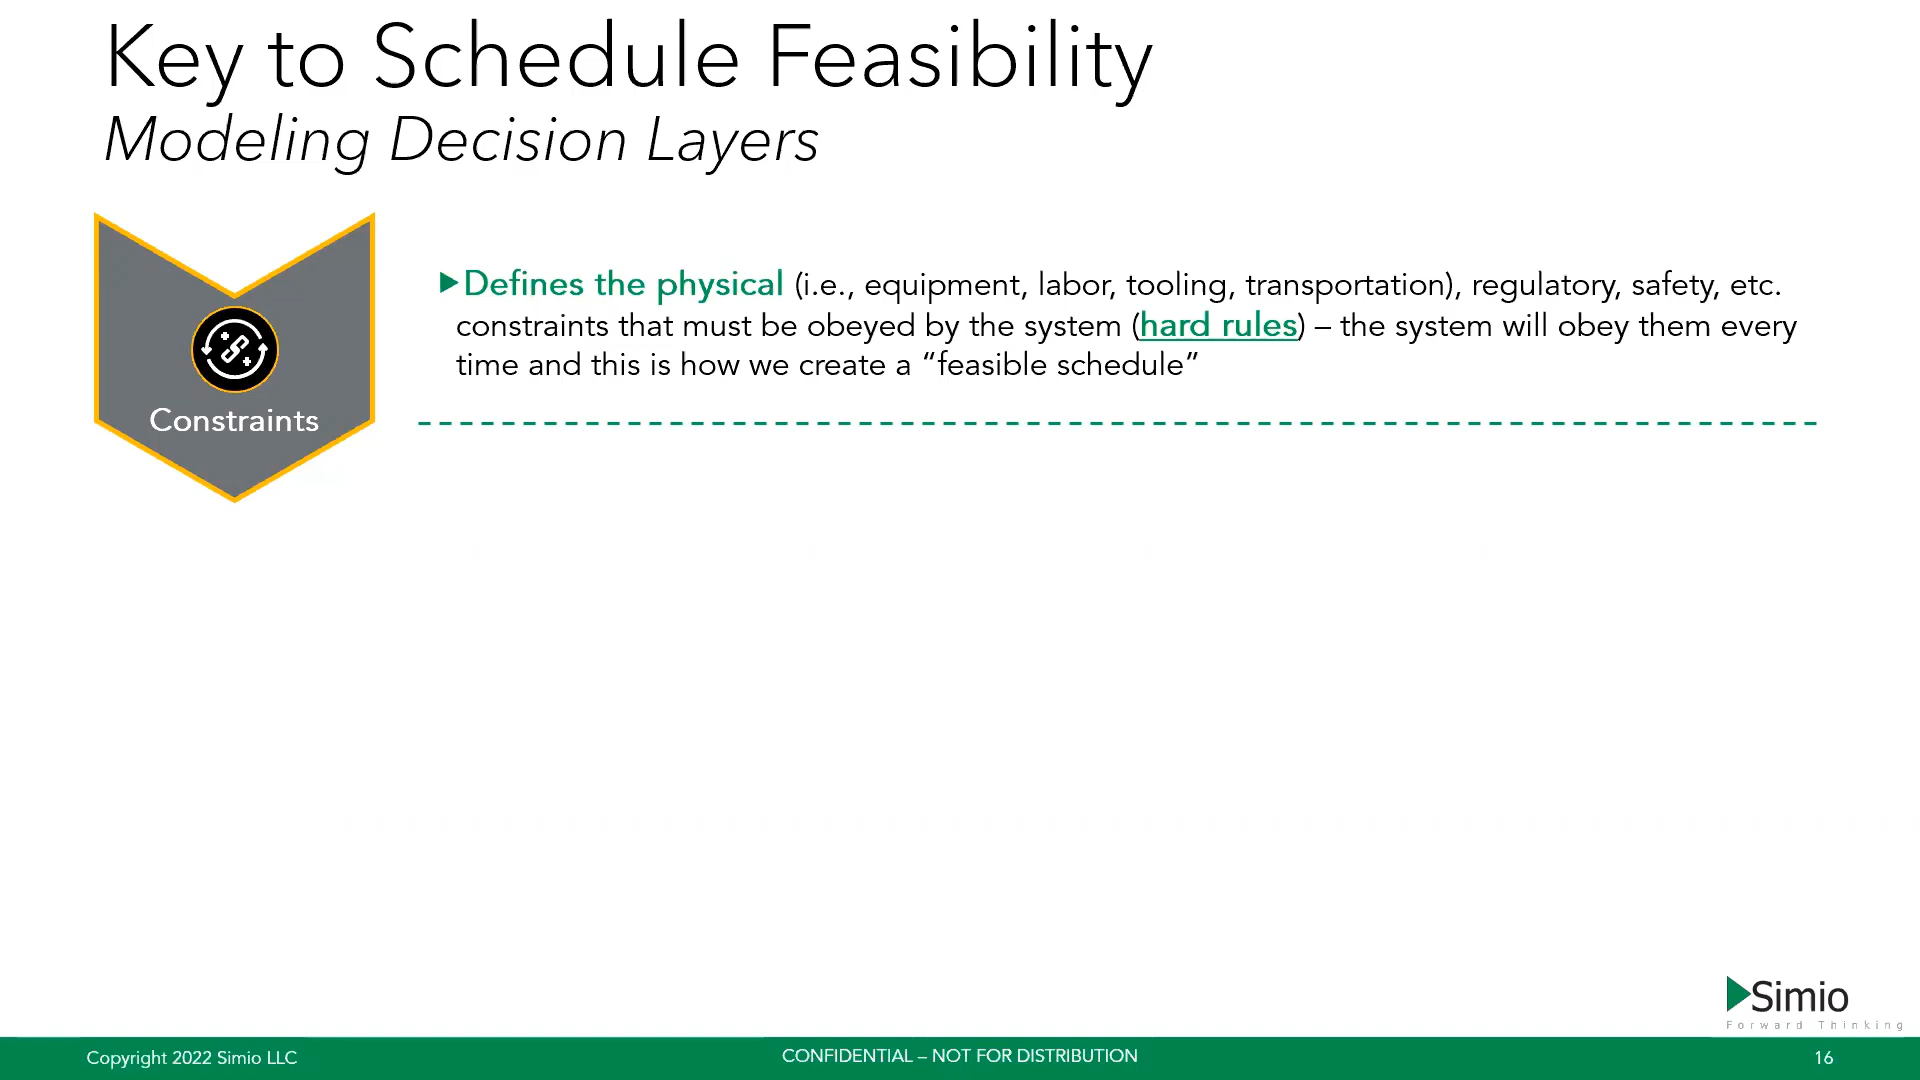 Key to Schedule Feasibility
Modeling Decision Layers
Constraints
Defines the physical (i.e., equipment, labor, tooling, transportation), regulatory, safety, etc.
constraints that must be obeyed by the system (hard rules) – the system will obey them every
time and this is how we create a “feasible schedule”
Simio
Forward Thinking
Copyright 2022 Simio LLC
CONFIDENTIAL – NOT FOR DISTRIBUTION
16